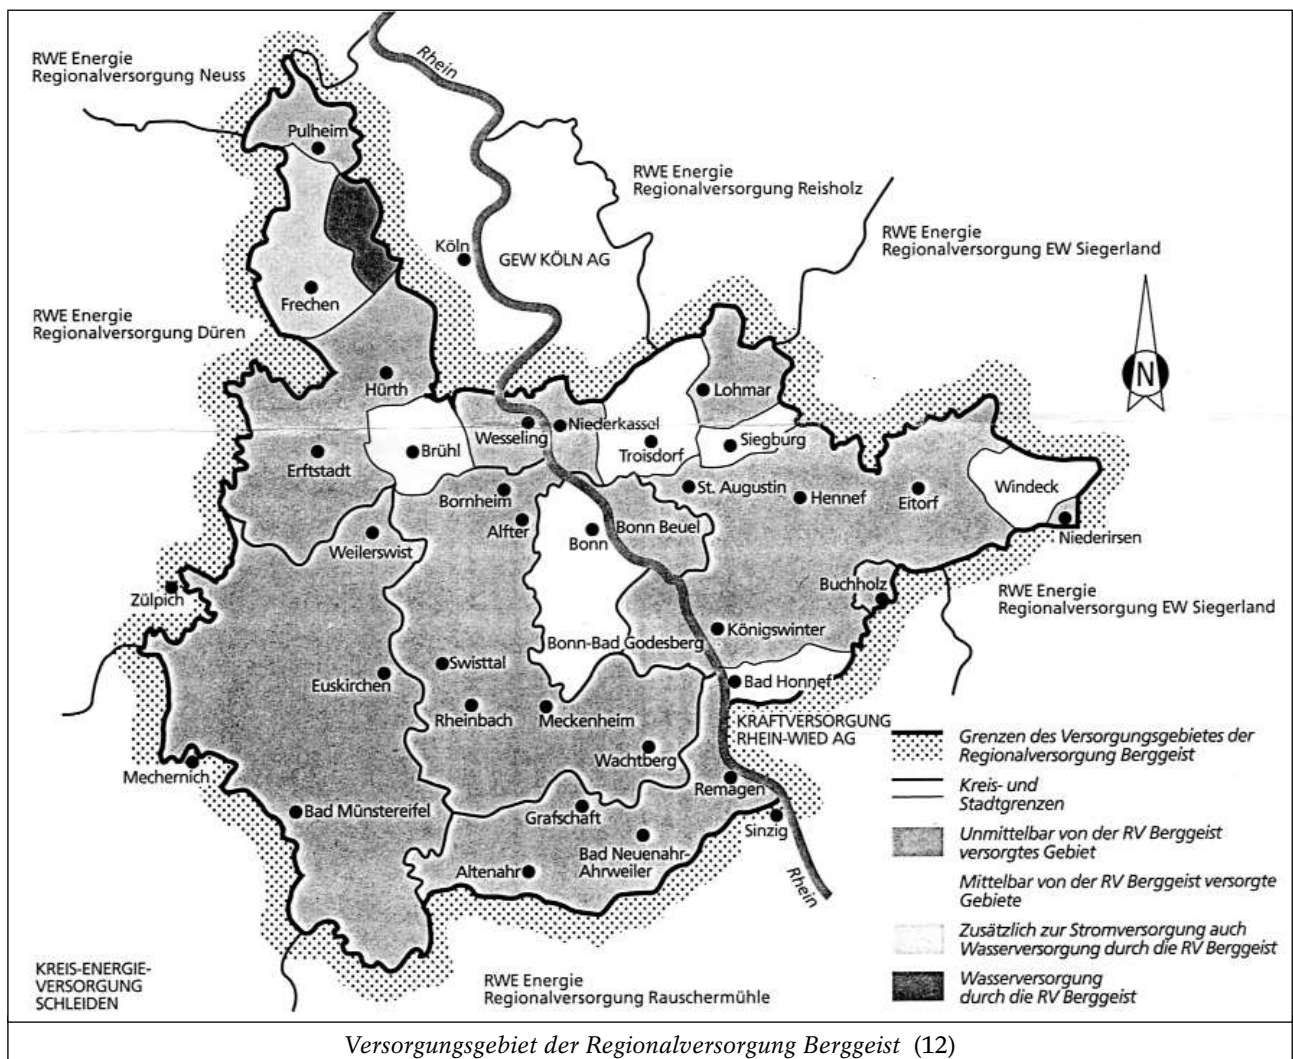 RWE Energie
Regionalversorgung Neuss
Rhein
Pulheim
RWE Energie
Regionalversorgung Reisholz
Köln
GEW KÖLN AG
RWE Energie
Regionalversorgung EW Siegerland
Frechen
RWE Energie
Regionalversorgung Düren
Hürth
Lohmar
N
Wesseling
Niederkassel
Brühl
Troisdorf
Siegburg
Erftstadt
Bornheim
St. Augustin
Hennef
Eitorf
Windeck
Alfter
Bonn
Bonn Beuel
Weilerswist
Niederirsen
Zülpich
Buchholz
RWE Energie
Regionalversorgung EW Siegerland
Königswinter
Bonn-Bad Godesberg
Swisttal
Euskirchen
Bad Honnef
Rheinbach
Meckenheim
KRAFTVERSORGUNG
RHEIN-WIED AG
Wachtberg
Mechernich
Remagen
Bad Münstereifel
Grafschaft
Sinzig
Altenahr
Bad Neuenahr-
Ahrweiler
Rhein
Grenzen des Versorgungsgebietes der
Regionalversorgung Berggeist
Kreis- und
Stadtgrenzen
Unmittelbar von der RV Berggeist
versorgtes Gebiet
Mittelbar von der RV Berggeist versorgte
Gebiete
Zusätzlich zur Stromversorgung auch
Wasserversorgung durch die RV Berggeist
Wasserversorgung
durch die RV Berggeist
KREIS-ENERGIE-
VERSORGUNG
SCHLEIDEN
RWE Energie
Regionalversorgung Rauschermühle
Versorgungsgebiet der Regionalversorgung Berggeist (12)